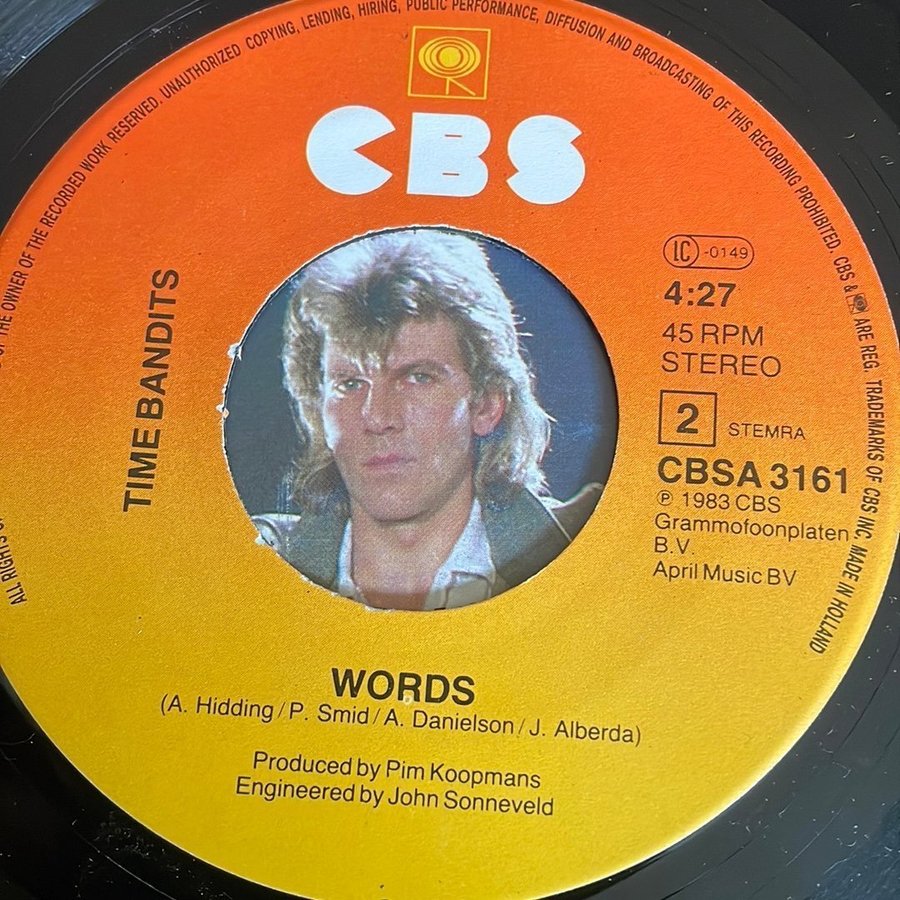 ALL RIGHTS O
OF THE OWNER OF THE RECORDED WORK RESERVED. UNAUTHORIZED COPYING, LENDING, HIRING, PUBLIC PERFORMANCE, DIFFUSION AND BROADCASTING OF THIS RECORDING PROHIBITED. CBS & ARE REG. TRADEMARKS OF CBS INC. MADE IN HOLLAND
CBS
TIME BANDITS
LC -0149
4:27
45 RPM
STEREO
2 STEMRA
CBSA 3161
℗ 1983 CBS
Grammofoonplaten
B.V.
April Music BV
WORDS
(A. Hidding / P. Smid / A. Danielson / J. Alberda)
Produced by Pim Koopmans
Engineered by John Sonneveld